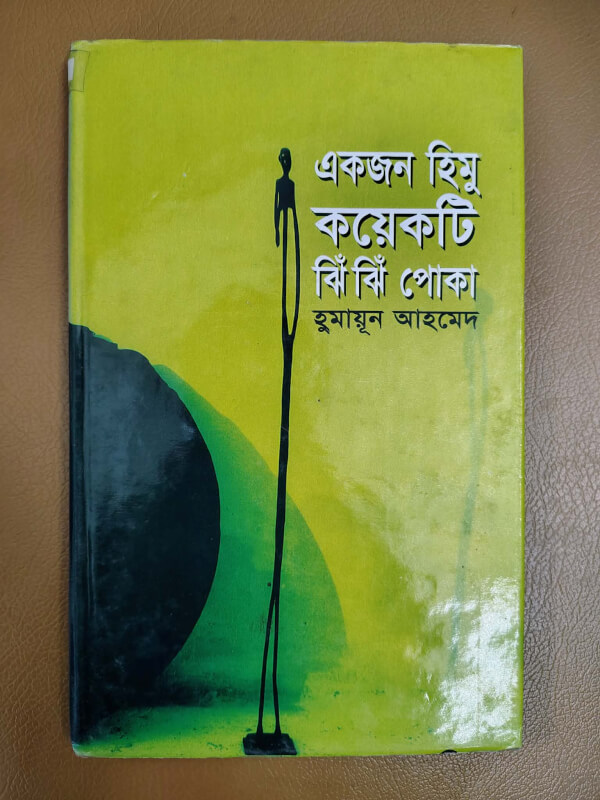 একজন হিমু
কয়েকটি
ঝিঁঝিঁ পোকা
হুমায়ূন আহমেদ